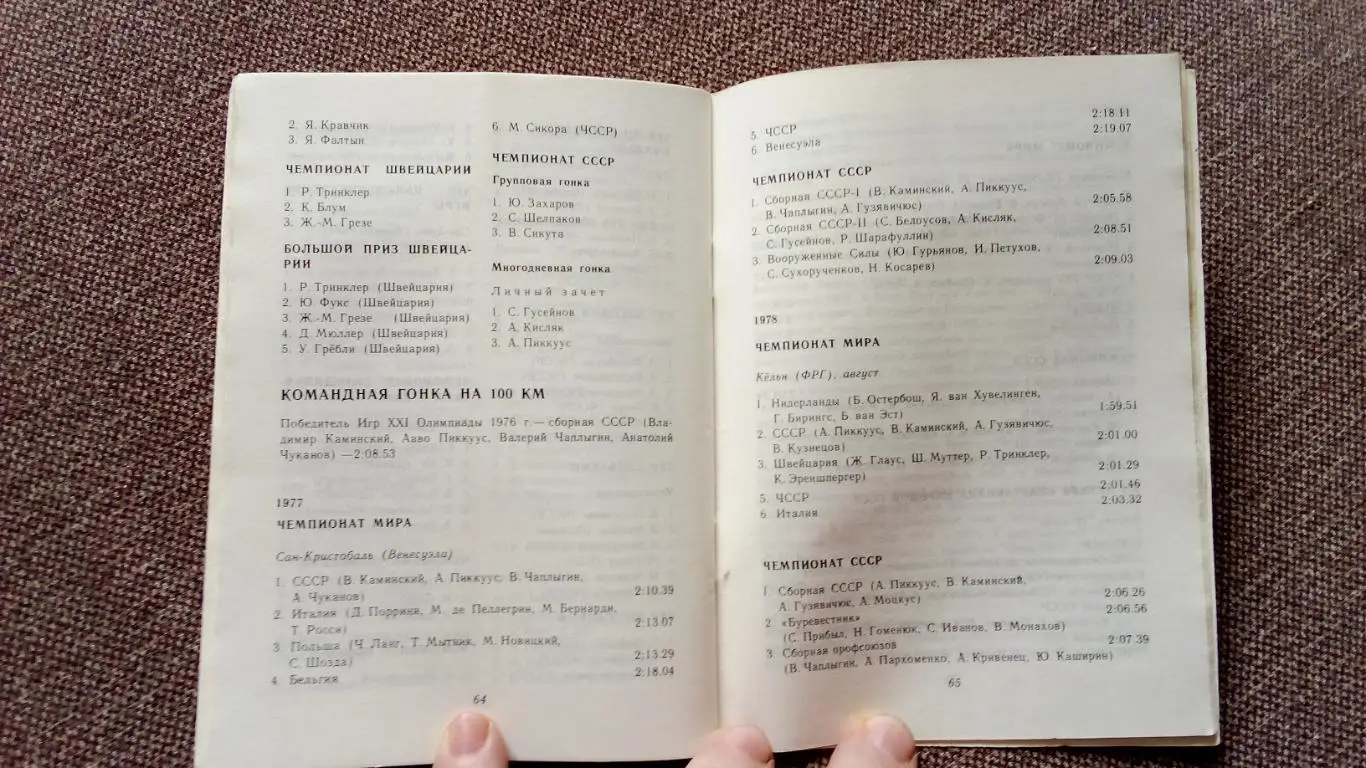 2. Я. Кравчик
3. Я. Фалтын
ЧЕМПИОНАТ ШВЕЙЦАРИИ
1. Р. Тринклер
2. К. Блум
3. Ж.-М. Грезе
БОЛЬШОЙ ПРИЗ ШВЕЙЦА-
РИИ
1. Р. Тринклер (Швейцария)
2. Ю. Фукс (Швейцария)
3. Ж.-М. Грезе (Швейцария)
4. Д. Мюллер (Швейцария)
5. У. Грёбли (Швейцария)
6. М. Сикора (ЧССР)
ЧЕМПИОНАТ СССР
Групповая гонка
1. Ю. Захаров
2. С. Шелпаков
3. В. Сикута
Многодневная гонка
Личный зачет
1. С. Гусейнов
2. А. Кисляк
3. А. Пиккуус
КОМАНДНАЯ ГОНКА НА 100 КМ
Победитель Игр XXI Олимпиады 1976 г.—сборная СССР (Вла-
димир Каминский, Ааво Пиккуус, Валерий Чаплыгин, Анатолий
Чуканов) —2:08.53
1977
ЧЕМПИОНАТ МИРА
Сан-Кристобаль (Венесуэла)
1. СССР (В. Каминский, А. Пиккуус, В. Чаплыгин,
А. Чуканов) 2:10.39
2. Италия (Д. Поррини, М. де Пеллегрин, М. Бернарди,
Т. Росси) 2:13.07
3 Польша (Ч. Ланг, Т. Мытник, М. Новицкий,
С. Шозда) 2:13.29
4. Бельгия 2:18.04
64
5. ЧССР 2:18.11
6. Венесуэла 2:19.07
ЧЕМПИОНАТ СССР
1. Сборная СССР-I (В. Каминский, А. Пиккуус,
В. Чаплыгин, А. Гузявичюс) 2:05.58
2. Сборная СССР-II (С. Белоусов, А. Кисляк,
С. Гусейнов, Р. Шарафуллин) 2:08.51
3. Вооруженные Силы (Ю. Гурьянов, И. Петухов,
С. Сухорученков, Н. Косарев) 2:09.03
1978
ЧЕМПИОНАТ МИРА
Кёльн (ФРГ), август
1. Нидерланды (Б. Остербош, Я. ван Хувелинген,
Г. Бирингс, Б. ван Эст) 1:59.51
2. СССР (А. Пиккуус, В. Каминский, А. Гузявичюс,
В. Кузнецов) 2:01.00
3. Швейцария (Ж. Глаус, Ш. Муттер, Р. Тринклер,
К. Эреншпергер) 2:01.29
5. ЧССР 2:01.46
6. Италия 2:03.32
ЧЕМПИОНАТ СССР
1. Сборная СССР (А. Пиккуус, В. Каминский,
А. Гузявичюс, А. Моцкус) 2:06.26
2 «Буревестник» 2:06.56
(С. Прибыл, Н. Гоменюк, С. Иванов, В. Монахов)
3 Сборная профсоюзов 2:07.39
(В. Чаплыгин, А. Пархоменко, А. Кривенец, Ю. Каширин)
65